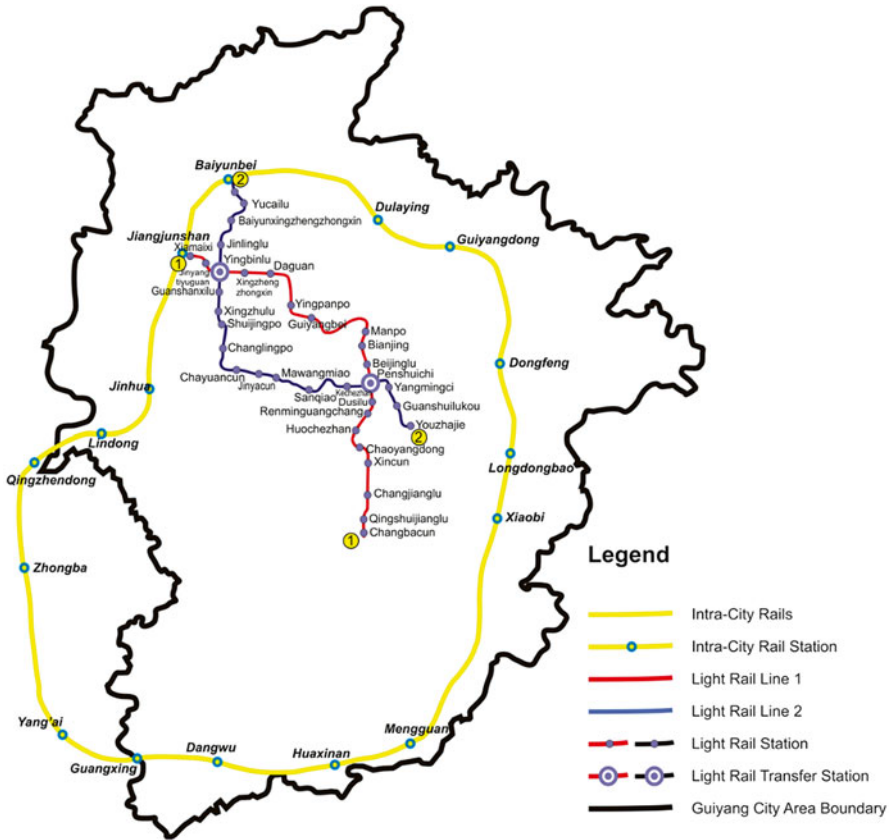 Baiyunbei
2
Yucailu
Baiyunxingzhengzhongxin
Dulaying
Guiyangdong
Jiangjunshan
Xiamaixi
Jinlinglu
1
Yingbinlu
Daguan
Jinyang
tiyuguan
Xingzheng
zhongxin
Guanshanxilu
Yingpanpo
Xingzhulu
Guiyangbei
Shuijingpo
Manpo
Bianjing
Changlingpo
Beijinglu
Dongfeng
Penshuichi
Chayuancun
Mawangmiao
Jinhua
Jinyacun
Yangmingci
Sanqiao
Kechezhan
Dusilu
Guanshuilukou
Renminguangchang
Youzhajie
Huochezhan
2
Lindong
Chaoyangdong
Longdongbao
Xincun
Qingzhendong
Changjianglu
Xiaobi
Qingshuijianglu
Changbacun
1
Zhongba
Yang'ai
Mengguan
Dangwu
Huaxinan
Guangxing
Legend
Intra-City Rails
Intra-City Rail Station
Light Rail Line 1
Light Rail Line 2
Light Rail Station
Light Rail Transfer Station
Guiyang City Area Boundary